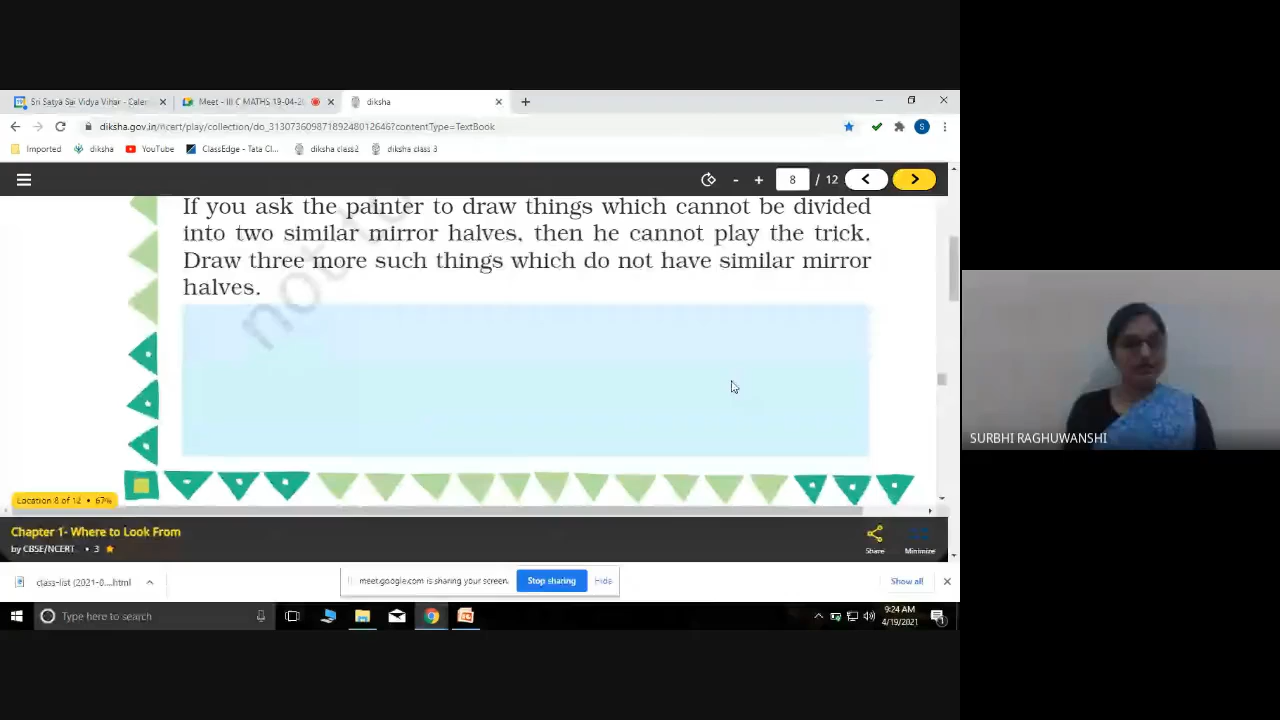 Sri Satya Sai Vidya Vihar - Calen
Meet - III C MATHS 19-04-20
diksha
diksha.gov.in/ncert/play/collection/do_31307360987189248012646?contentType=TextBook
S
Imported
diksha
YouTube
ClassEdge - Tata Cl...
diksha class2
diksha class 3
- + 8 / 12
If you ask the painter to draw things which cannot be divided
into two similar mirror halves, then he cannot play the trick.
Draw three more such things which do not have similar mirror
halves.
not to
SURBHI RAGHUWANSHI
Location 8 of 12 • 67%
Chapter 1- Where to Look From
by CBSE/NCERT • 3
Share
Minimize
class-list (2021-0....html
meet.google.com is sharing your screen.
Stop sharing
Hide
Show all
Type here to search
9:24 AM
4/19/2021
1